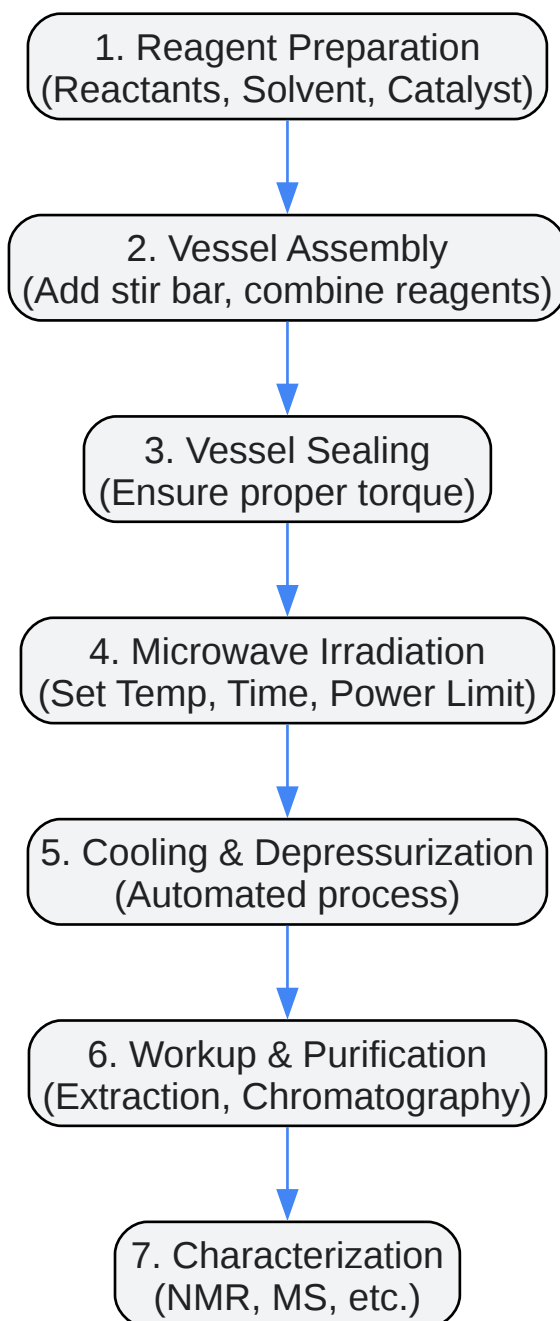 1. Reagent Preparation
(Reactants, Solvent, Catalyst)
2. Vessel Assembly
(Add stir bar, combine reagents)
3. Vessel Sealing
(Ensure proper torque)
4. Microwave Irradiation
(Set Temp, Time, Power Limit)
5. Cooling & Depressurization
(Automated process)
6. Workup & Purification
(Extraction, Chromatography)
7. Characterization
(NMR, MS, etc.)